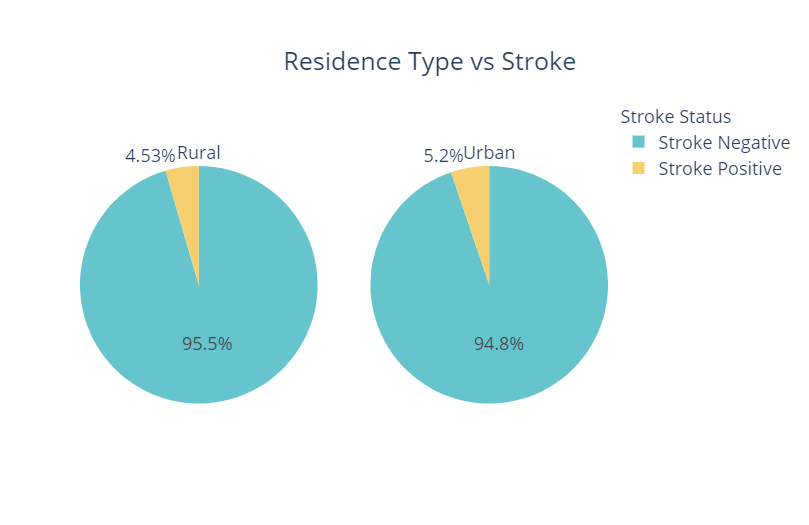 Residence Type vs Stroke
Stroke Status
Stroke Negative
Stroke Positive
4.53%
Rural
95.5%
5.2%
Urban
94.8%